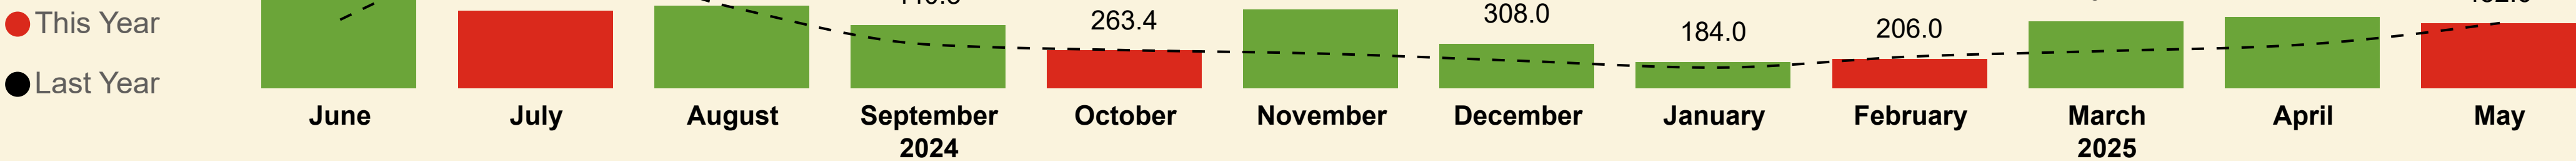 This Year
Last Year
263.4
308.0
184.0
206.0
June July August September October November December January February March April May
2024 2025